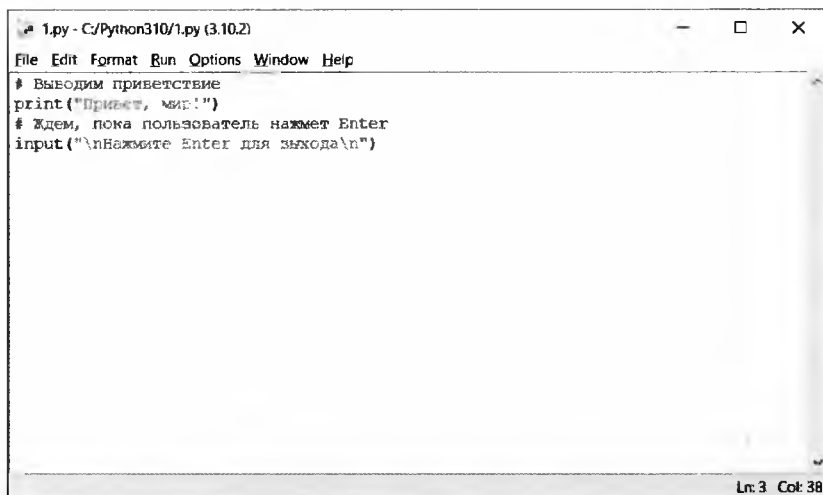 1.py - C:/Python310/1.py (3.10.2)
File Edit Format Run Options Window Help
# Выводим приветствие
print("Привет, мир!")
# Ждем, пока пользователь нажмет Enter
input("\nНажмите Enter для выхода\n")
Ln: 3 Col: 38